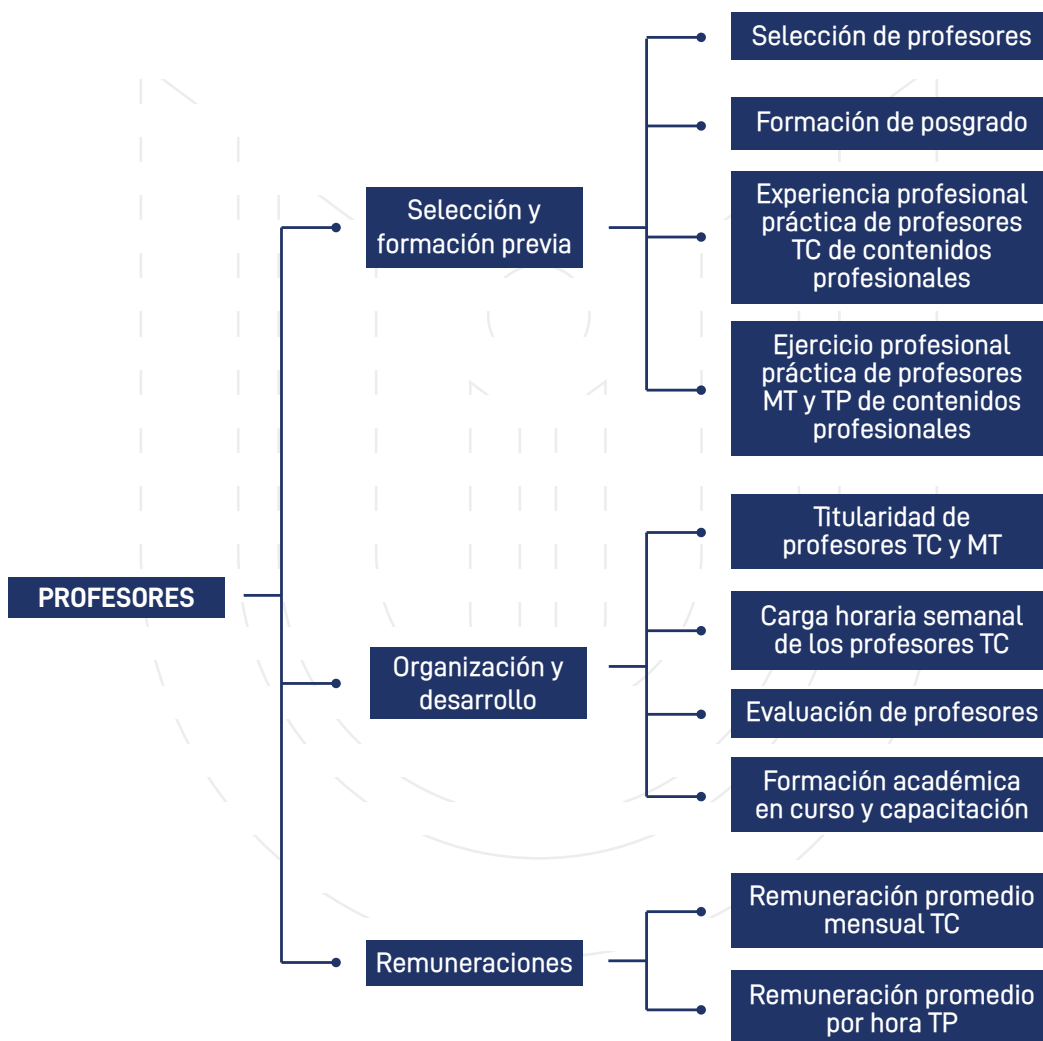 PROFESORES
Selección y
formación previa
Selección de profesores
Formación de posgrado
Experiencia profesional
práctica de profesores
TC de contenidos
profesionales
Ejercicio profesional
práctica de profesores
MT y TP de contenidos
profesionales
Organización y
desarrollo
Titularidad de
profesores TC y MT
Carga horaria semanal
de los profesores TC
Evaluación de profesores
Formación académica
en curso y capacitación
Remuneraciones
Remuneración promedio
mensual TC
Remuneración promedio
por hora TP